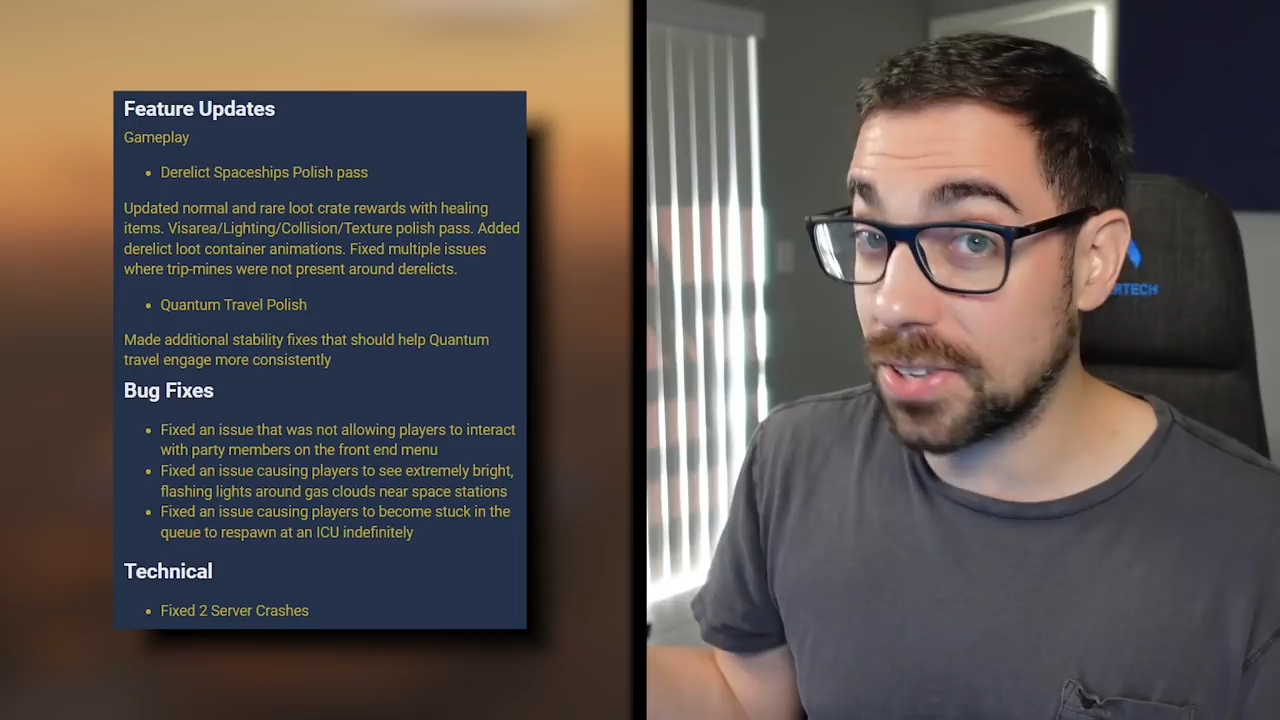 Feature Updates
Gameplay
• Derelict Spaceships Polish pass
Updated normal and rare loot crate rewards with healing
items. Visarea/Lighting/Collision/Texture polish pass. Added
derelict loot container animations. Fixed multiple issues
where trip-mines were not present around derelicts.
• Quantum Travel Polish
Made additional stability fixes that should help Quantum
travel engage more consistently
Bug Fixes
• Fixed an issue that was not allowing players to interact
with party members on the front end menu
• Fixed an issue causing players to see extremely bright,
flashing lights around gas clouds near space stations
• Fixed an issue causing players to become stuck in the
queue to respawn at an ICU indefinitely
Technical
• Fixed 2 Server Crashes